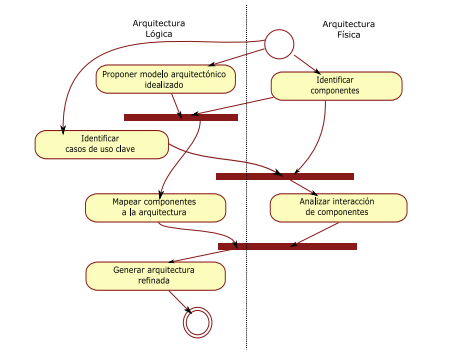 Arquitectura
Lógica
Arquitectura
Física
Proponer modelo arquitectónico
idealizado
Identificar
componentes
Identificar
casos de uso clave
Mapear componentes
a la arquitectura
Analizar interacción
de componentes
Generar arquitectura
refinada